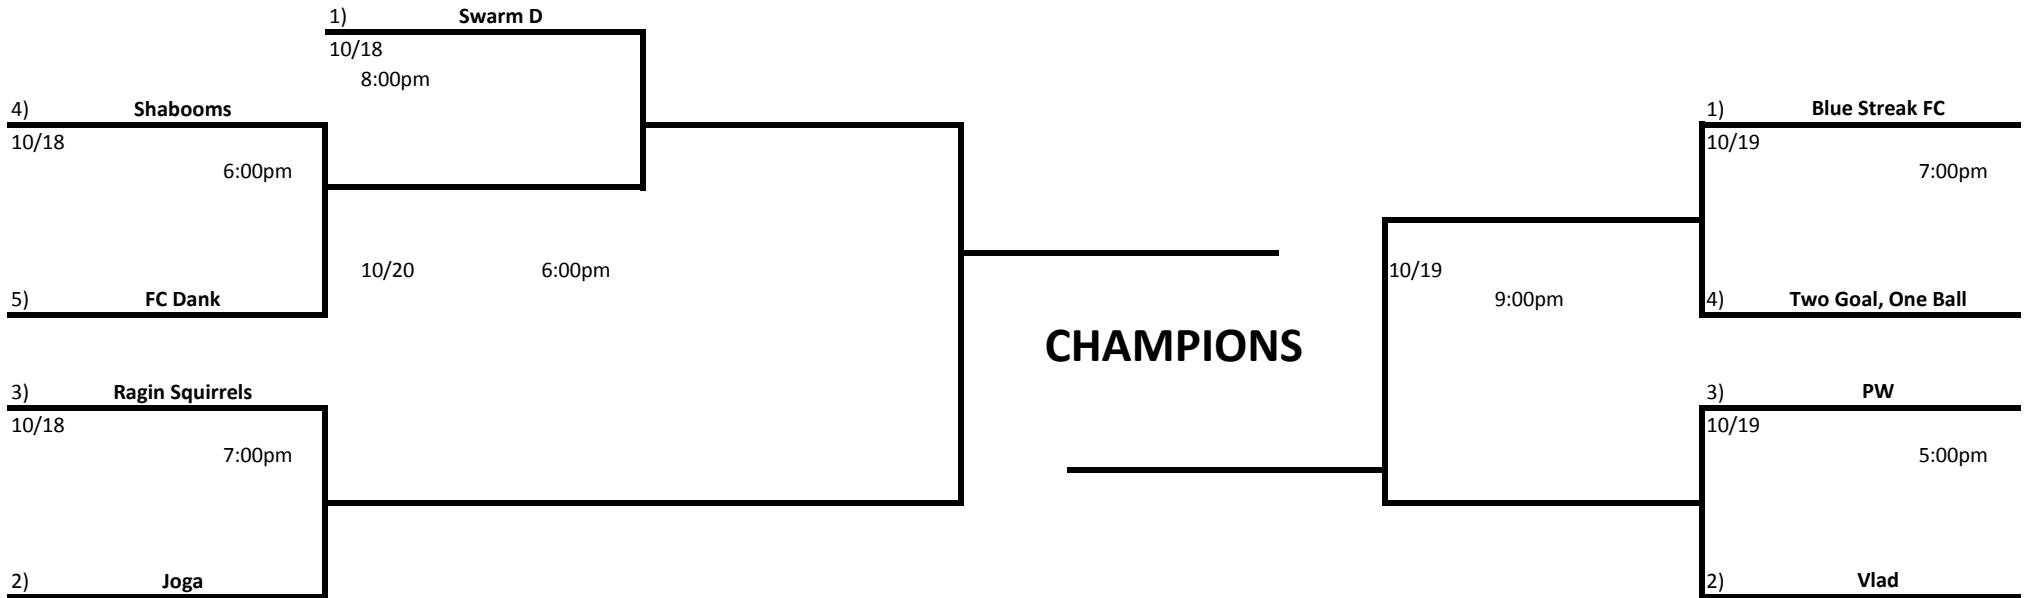 1) Swarm D
10/18
8:00pm
4) Shabooms
10/18
6:00pm
10/20 6:00pm
5) FC Dank
3) Ragin Squirrels
10/18
7:00pm
2) Joga
CHAMPIONS
1) Blue Streak FC
10/19
7:00pm
10/19
9:00pm
4) Two Goal, One Ball
3) PW
10/19
5:00pm
2) Vlad